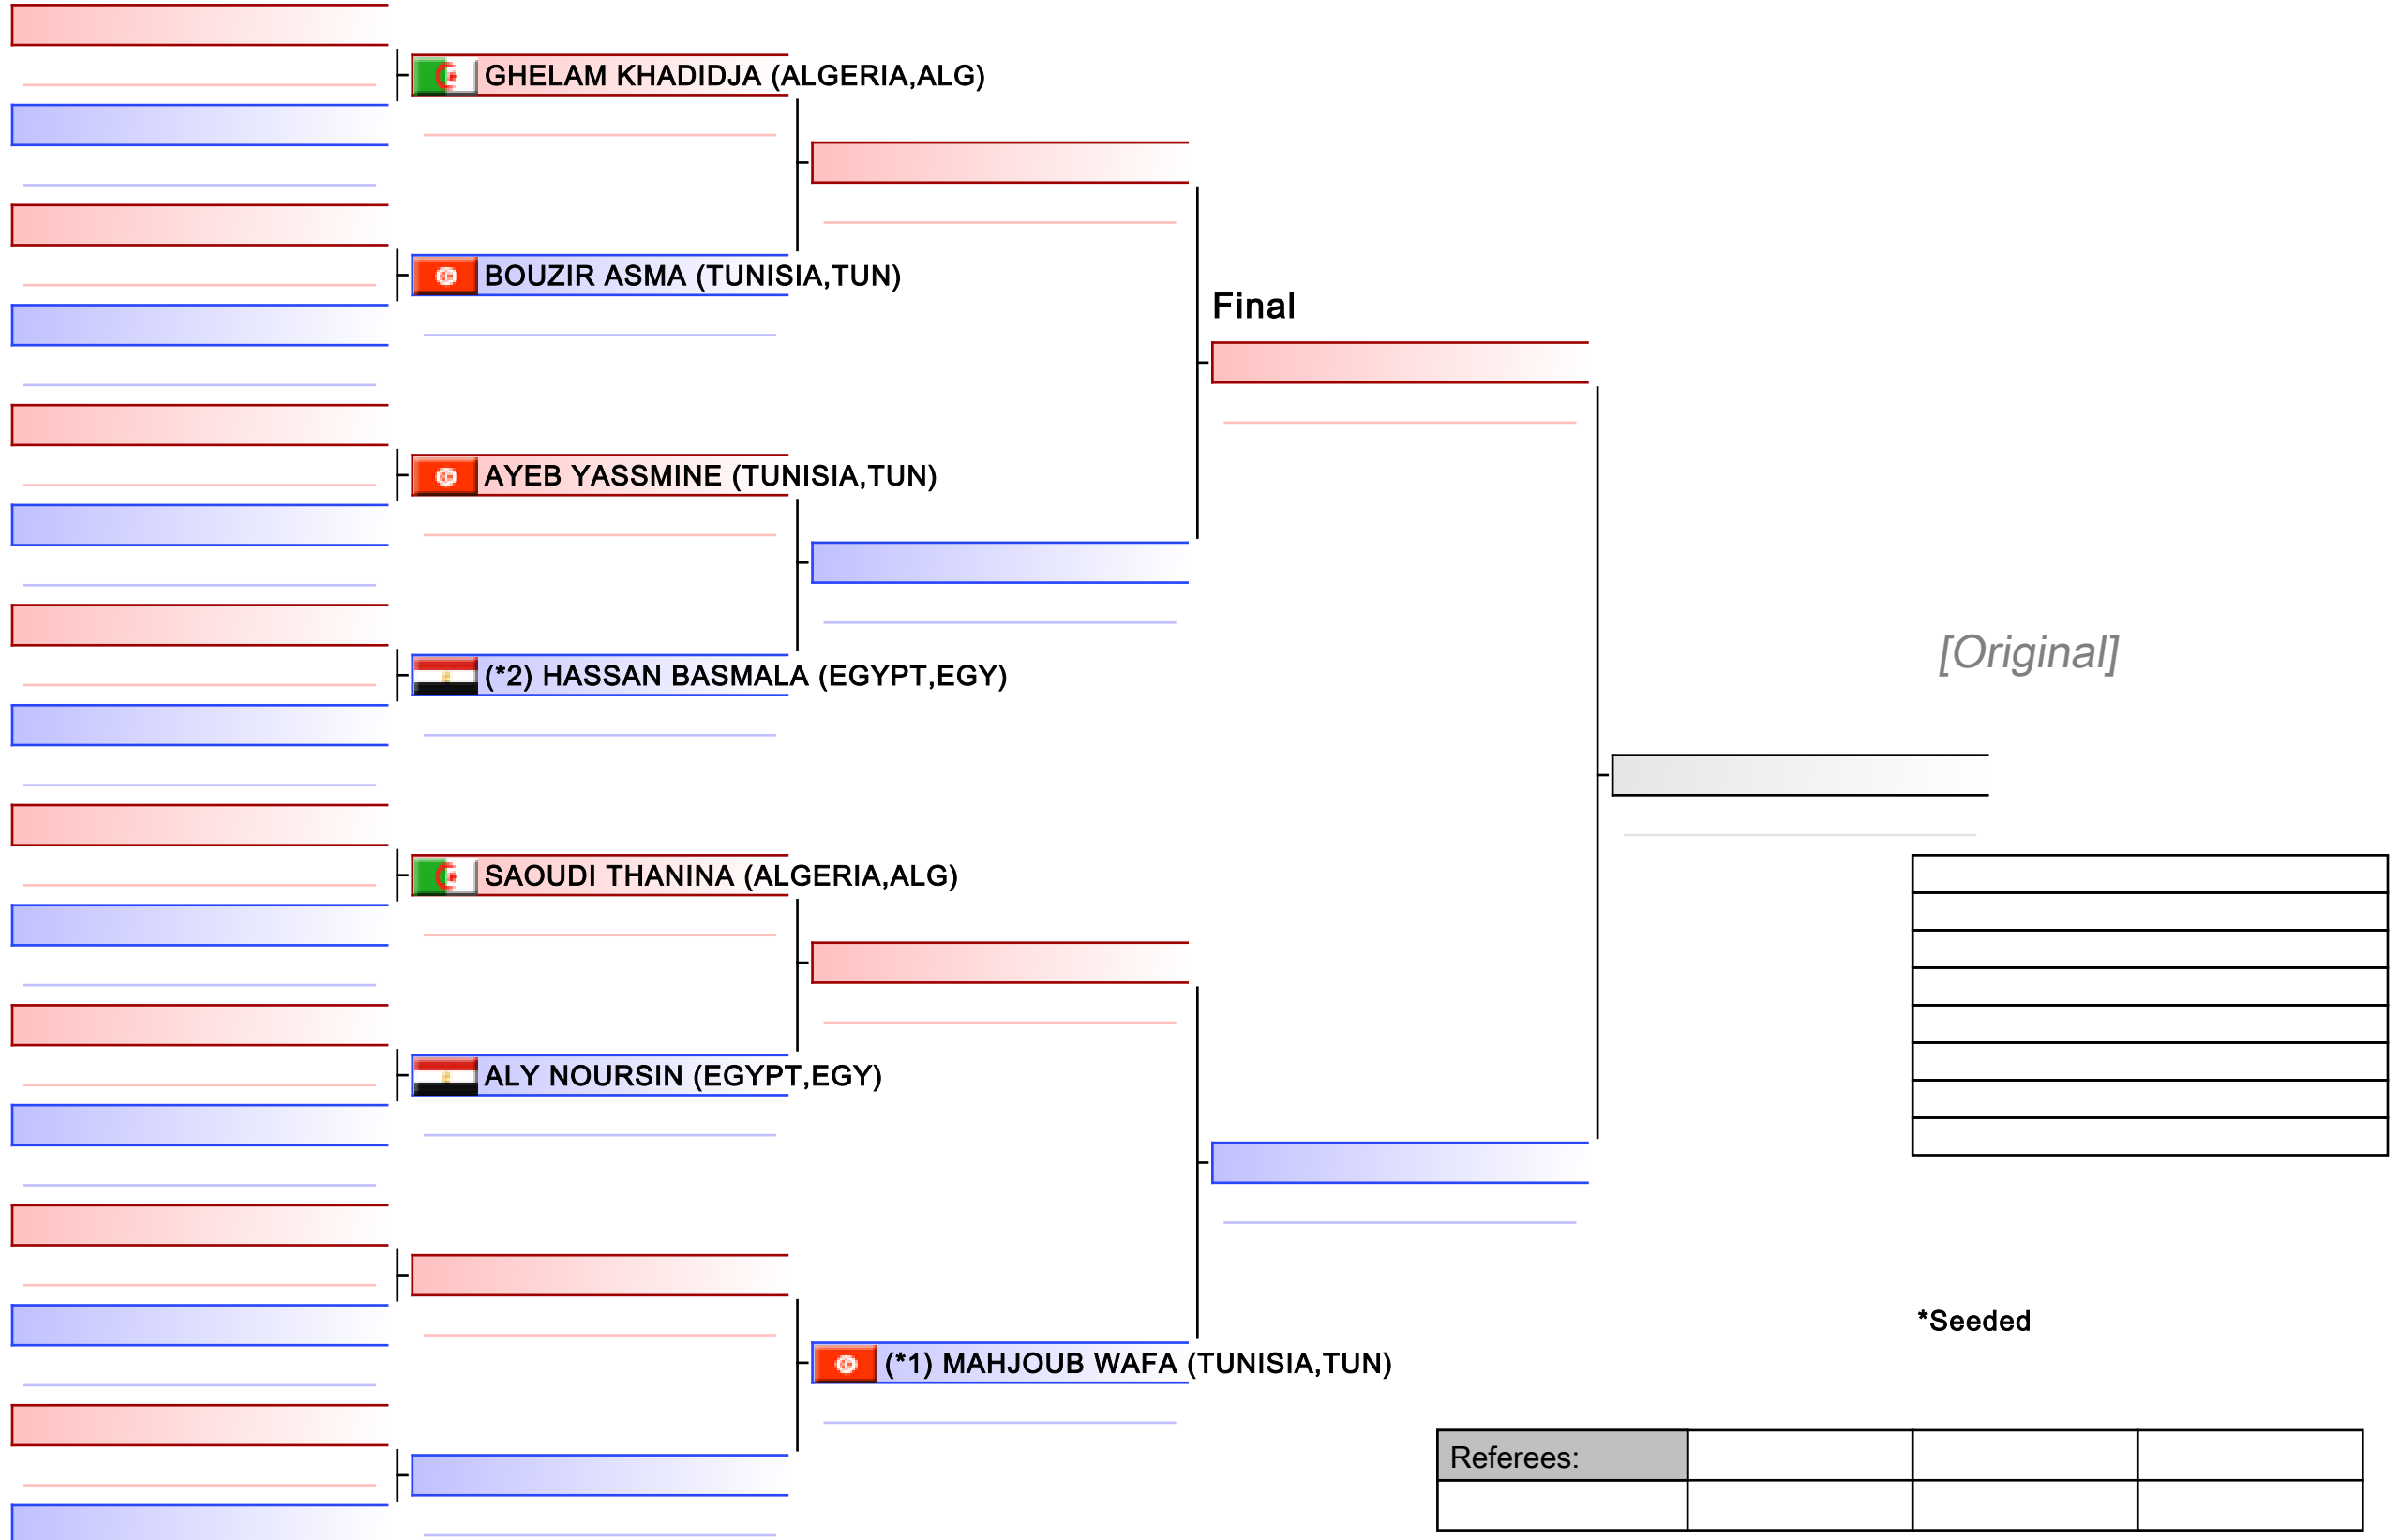 GHELAM KHADIDJA (ALGERIA,ALG)
BOUZIR ASMA (TUNISIA,TUN)
Final
AYEB YASSMINE (TUNISIA,TUN)
[Original]
(*2) HASSAN BASMALA (EGYPT,EGY)
SAOUDI THANINA (ALGERIA,ALG)
ALY NOURSIN (EGYPT,EGY)
*Seeded
(*1) MAHJOUB WAFA (TUNISIA,TUN)
Referees: